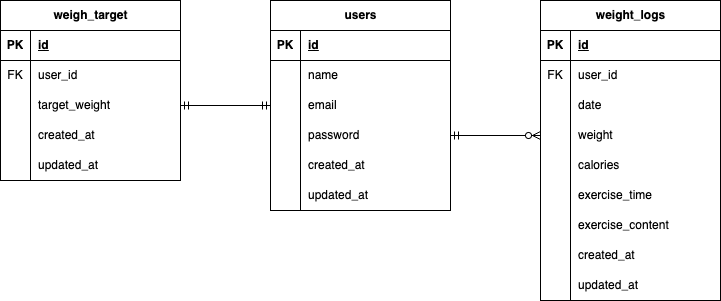 weigh_target
PK id
FK user_id
target_weight
created_at
updated_at
users
PK id
name
email
password
created_at
updated_at
weight_logs
PK id
FK user_id
date
weight
calories
exercise_time
exercise_content
created_at
updated_at